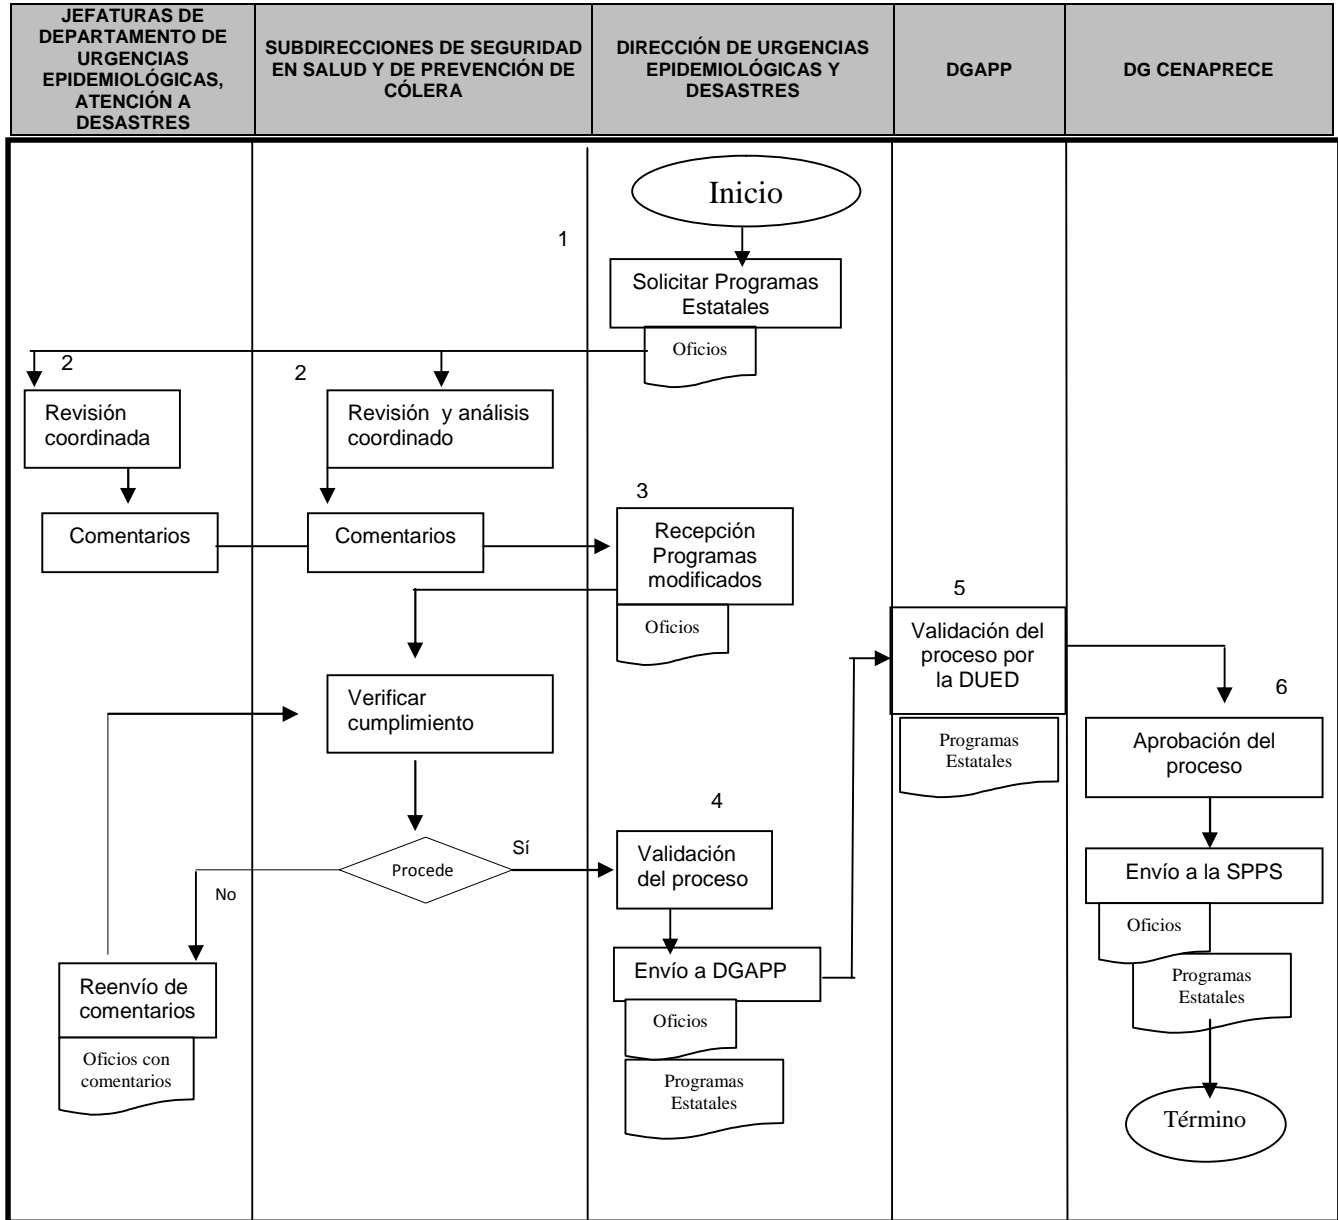 JEFATURAS DE
DEPARTAMENTO DE
URGENCIAS
EPIDEMIOLÓGICAS,
ATENCIÓN A
DESASTRES
SUBDIRECCIONES DE SEGURIDAD
EN SALUD Y DE PREVENCIÓN DE
CÓLERA
DIRECCIÓN DE URGENCIAS
EPIDEMIOLÓGICAS Y
DESASTRES
DGAPP
DG CENAPRECE
Inicio
1
Solicitar Programas
Estatales
Oficios
2
Revisión
coordinada
2
Revisión y análisis
coordinado
Comentarios
Comentarios
3
Recepción
Programas
modificados
Oficios
Verificar
cumplimiento
Procede
Sí
No
Reenvío de
comentarios
Oficios con
comentarios
4
Validación
del proceso
Envío a DGAPP
Oficios
Programas
Estatales
5
Validación del
proceso por
la DUED
Programas
Estatales
6
Aprobación del
proceso
Envío a la SPPS
Oficios
Programas
Estatales
Término